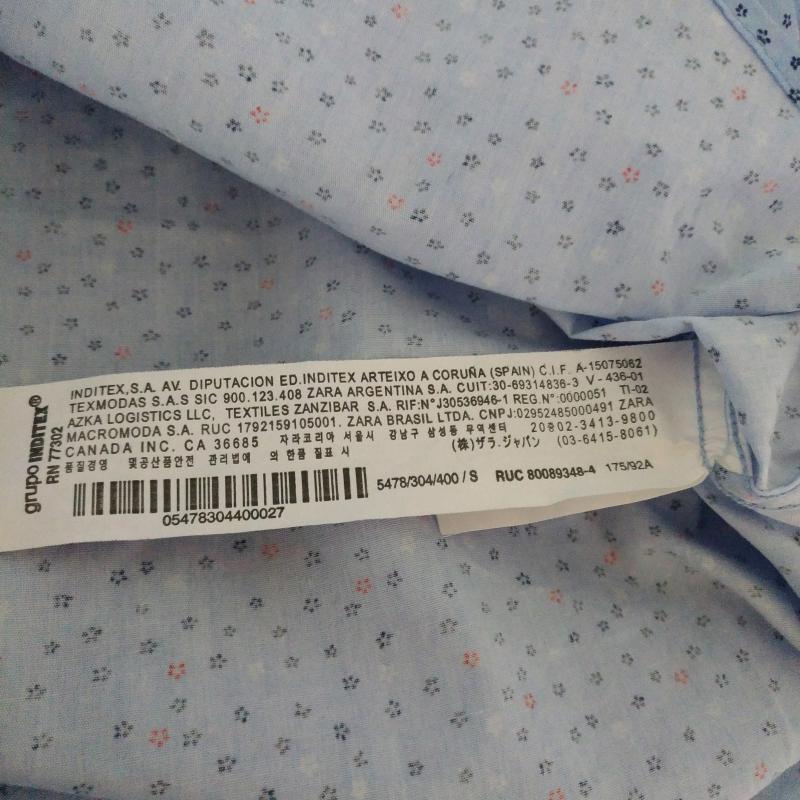 grupo INDITEX®
RN 77302
INDITEX,S.A. AV. DIPUTACION ED.INDITEX ARTEIXO A CORUÑA (SPAIN) C.I.F. A-15075062
TEXMODAS S.A.S SIC 900.123.408 ZARA ARGENTINA S.A. CUIT:30-69314836-3 V - 436-01
AZKA LOGISTICS LLC, TEXTILES ZANZIBAR S.A. RIF:N°J30536946-1 REG.N°:0000051 TI-02
MACROMODA S.A. RUC 1792159105001. ZARA BRASIL LTDA. CNPJ:02952485000491 ZARA
CANADA INC. CA 36685 자라코리아 서울시 강남구 삼성동 무역센터 20층02-3413-9800
품질경영 및공산품안전 관리법에 의한품 질표 시 (株)ザラ.ジャパン (03-6415-8061)
05478304400027
5478/304/400 / S RUC 80089348-4 175/92A